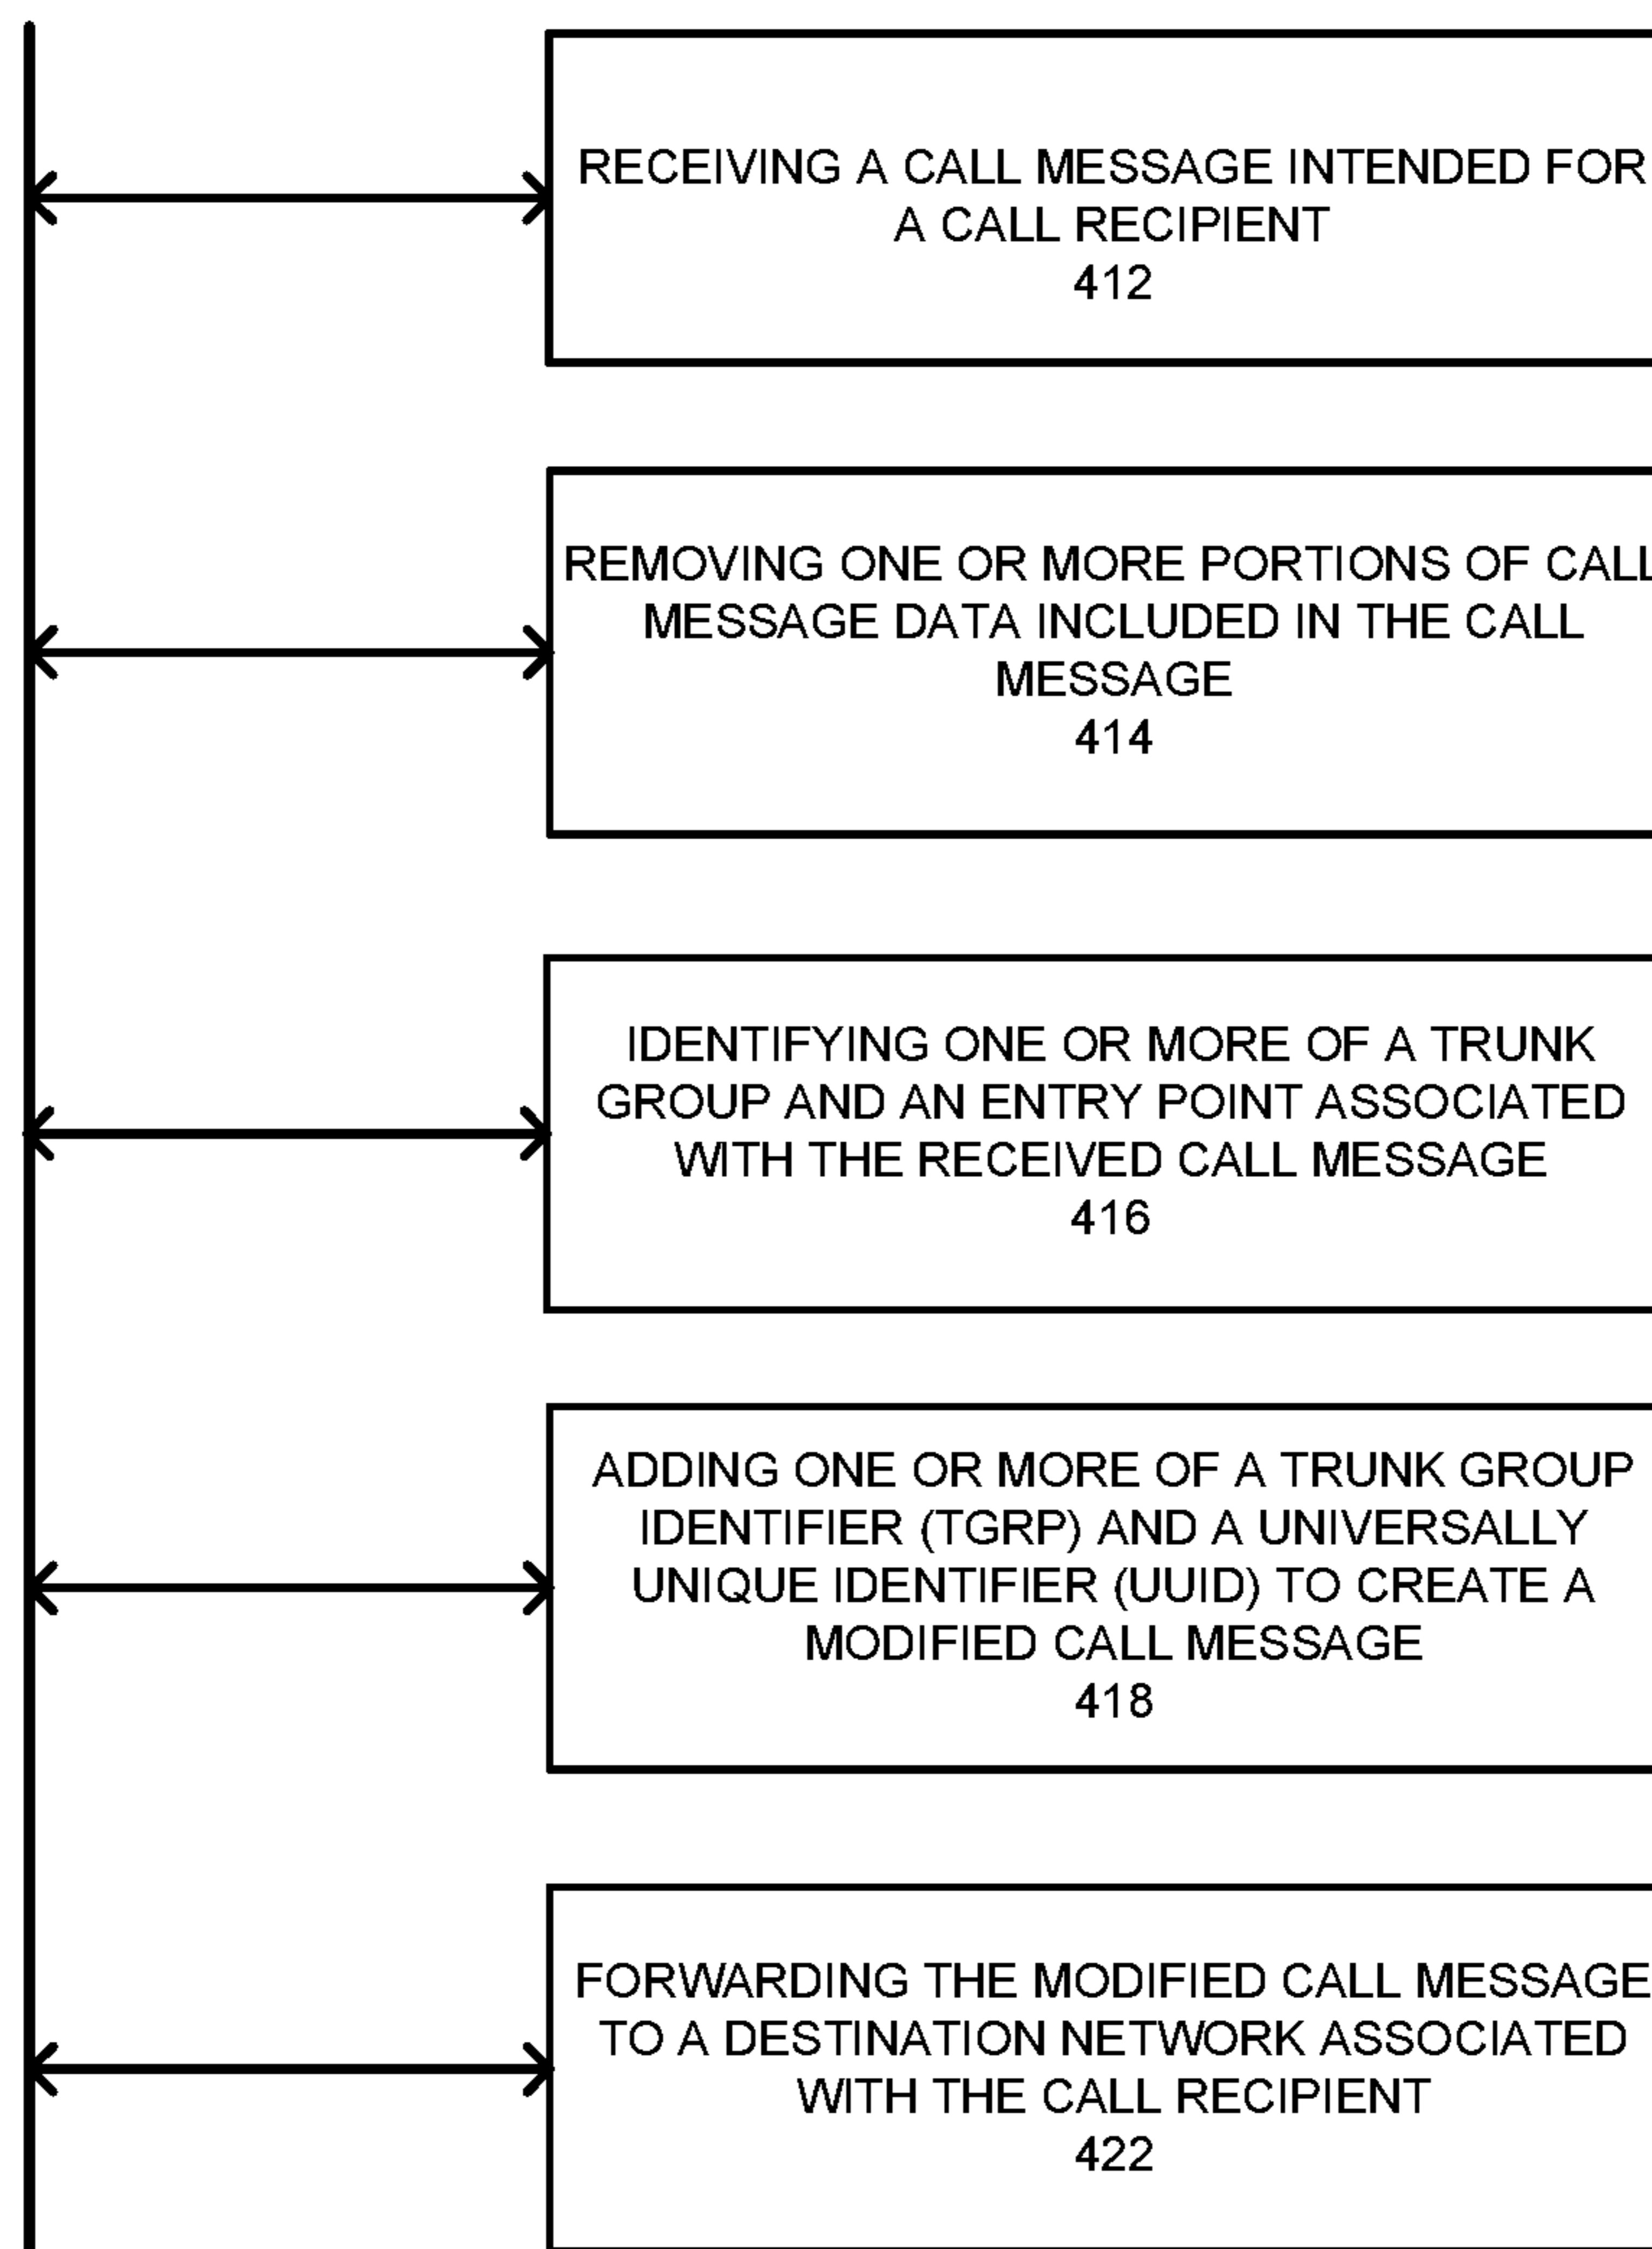 RECEIVING A CALL MESSAGE INTENDED FOR
A CALL RECIPIENT
412
REMOVING ONE OR MORE PORTIONS OF CALL
MESSAGE DATA INCLUDED IN THE CALL
MESSAGE
414
IDENTIFYING ONE OR MORE OF A TRUNK
GROUP AND AN ENTRY POINT ASSOCIATED
WITH THE RECEIVED CALL MESSAGE
416
ADDING ONE OR MORE OF A TRUNK GROUP
IDENTIFIER (TGRP) AND A UNIVERSALLY
UNIQUE IDENTIFIER (UUID) TO CREATE A
MODIFIED CALL MESSAGE
418
FORWARDING THE MODIFIED CALL MESSAGE
TO A DESTINATION NETWORK ASSOCIATED
WITH THE CALL RECIPIENT
422